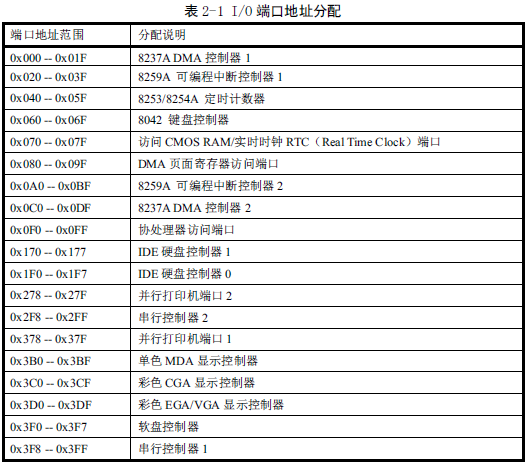 表 2-1 I/O 端口地址分配
端口地址范围 分配说明
0x000 -- 0x01F 8237A DMA 控制器 1
0x020 -- 0x03F 8259A 可编程中断控制器 1
0x040 -- 0x05F 8253/8254A 定时计数器
0x060 -- 0x06F 8042 键盘控制器
0x070 -- 0x07F 访问 CMOS RAM/实时时钟 RTC（Real Time Clock）端口
0x080 -- 0x09F DMA 页面寄存器访问端口
0x0A0 -- 0x0BF 8259A 可编程中断控制器 2
0x0C0 -- 0x0DF 8237A DMA 控制器 2
0x0F0 -- 0x0FF 协处理器访问端口
0x170 -- 0x177 IDE 硬盘控制器 1
0x1F0 -- 0x1F7 IDE 硬盘控制器 0
0x278 -- 0x27F 并行打印机端口 2
0x2F8 -- 0x2FF 串行控制器 2
0x378 -- 0x37F 并行打印机端口 1
0x3B0 -- 0x3BF 单色 MDA 显示控制器
0x3C0 -- 0x3CF 彩色 CGA 显示控制器
0x3D0 -- 0x3DF 彩色 EGA/VGA 显示控制器
0x3F0 -- 0x3F7 软盘控制器
0x3F8 -- 0x3FF 串行控制器 1